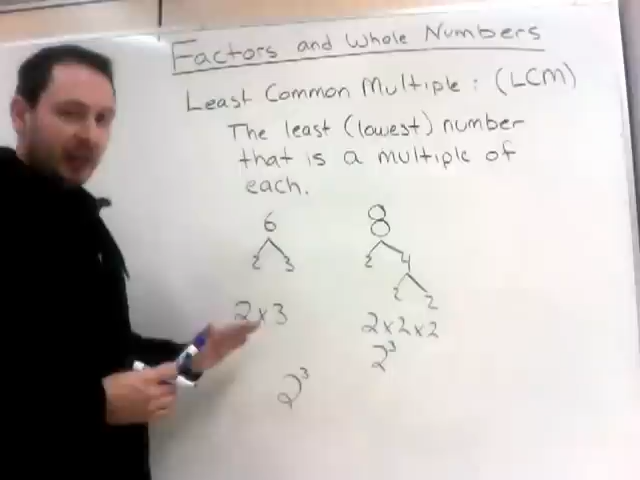 Factors and Whole Numbers
Least Common Multiple : (LCM)
The least (lowest) number
that is a multiple of
each.
6
8
2 3
2 4
2 2
2x3
2x2x2
2³
2³